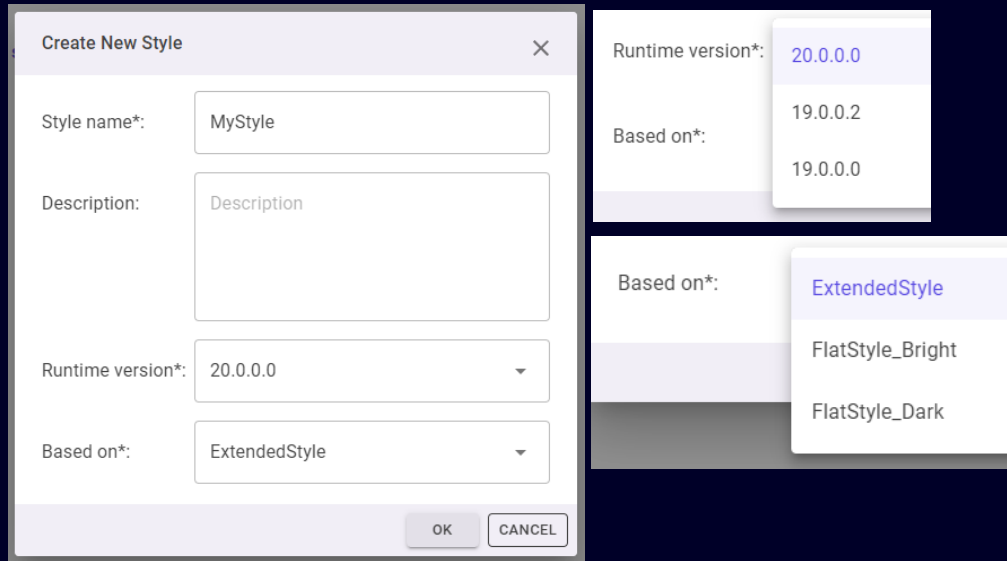 Create New Style
Style name*:
MyStyle
Description:
Description
Runtime version*:
20.0.0.0
Based on*:
ExtendedStyle
OK
CANCEL
Runtime version*:
20.0.0.0
19.0.0.2
Based on*:
19.0.0.0
Based on*:
ExtendedStyle
FlatStyle_Bright
FlatStyle_Dark